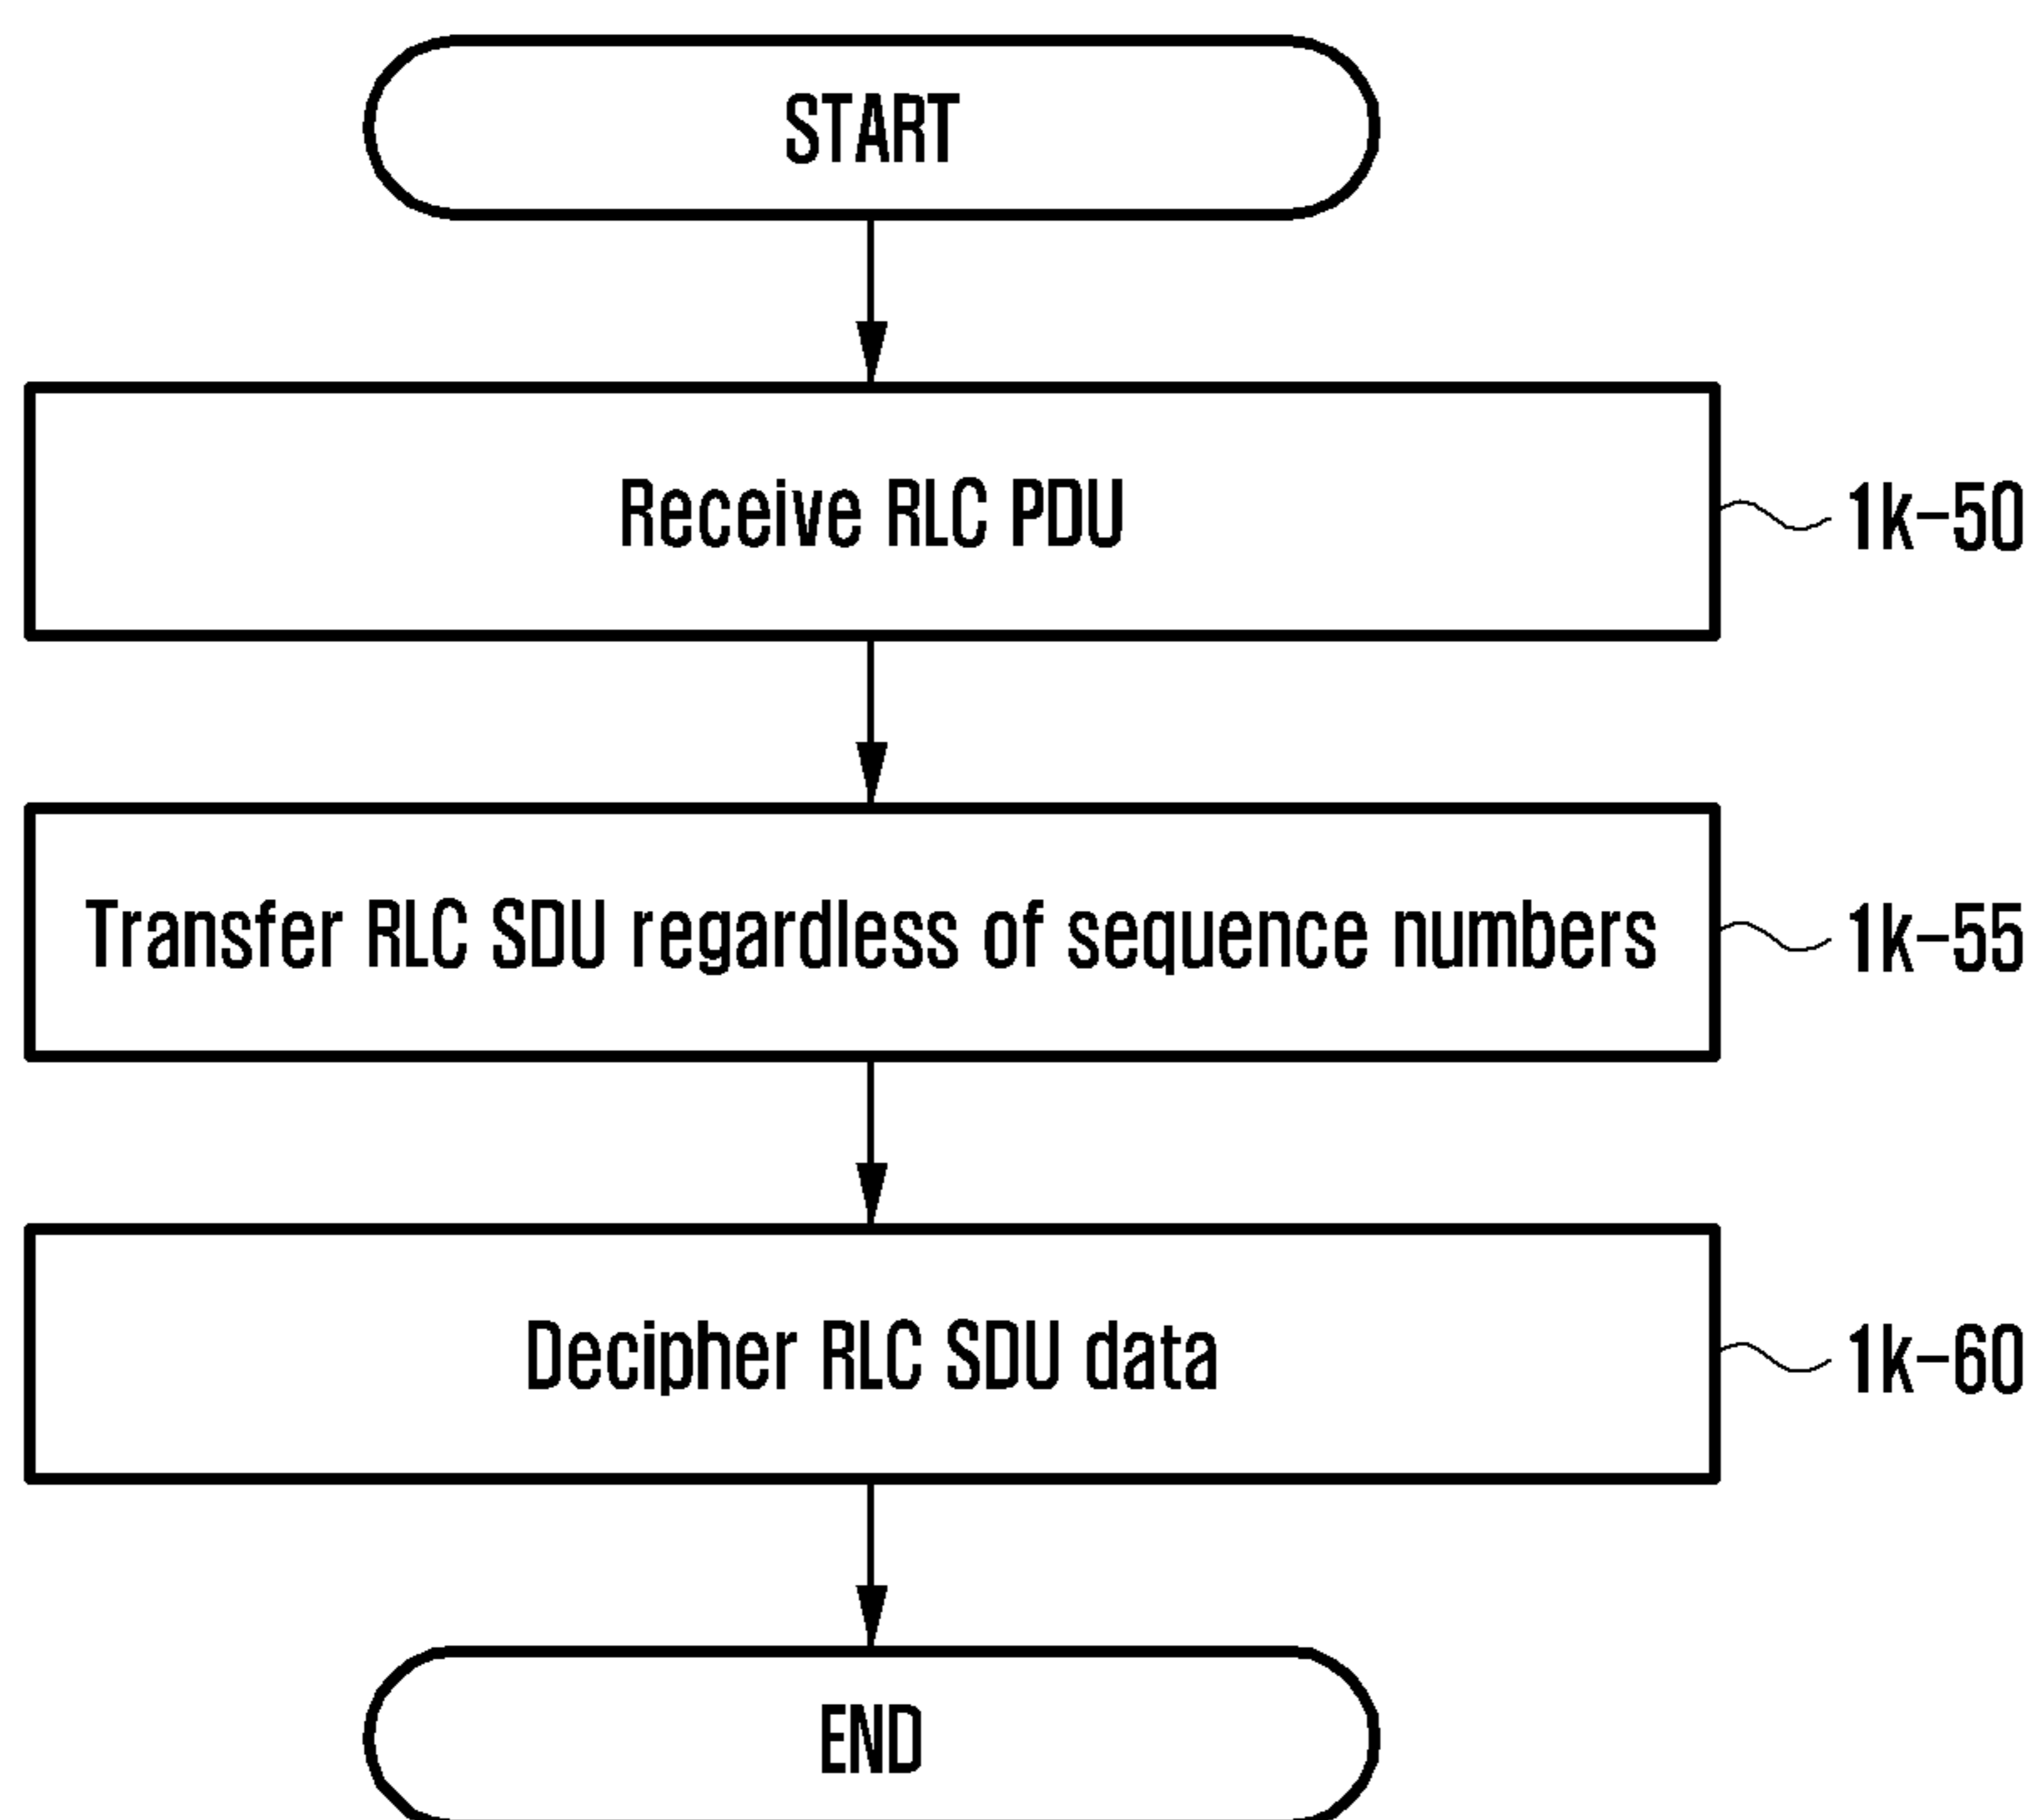 START
Receive RLC PDU
1k-50
Transfer RLC SDU regardless of sequence numbers
1k-55
Decipher RLC SDU data
1k-60
END